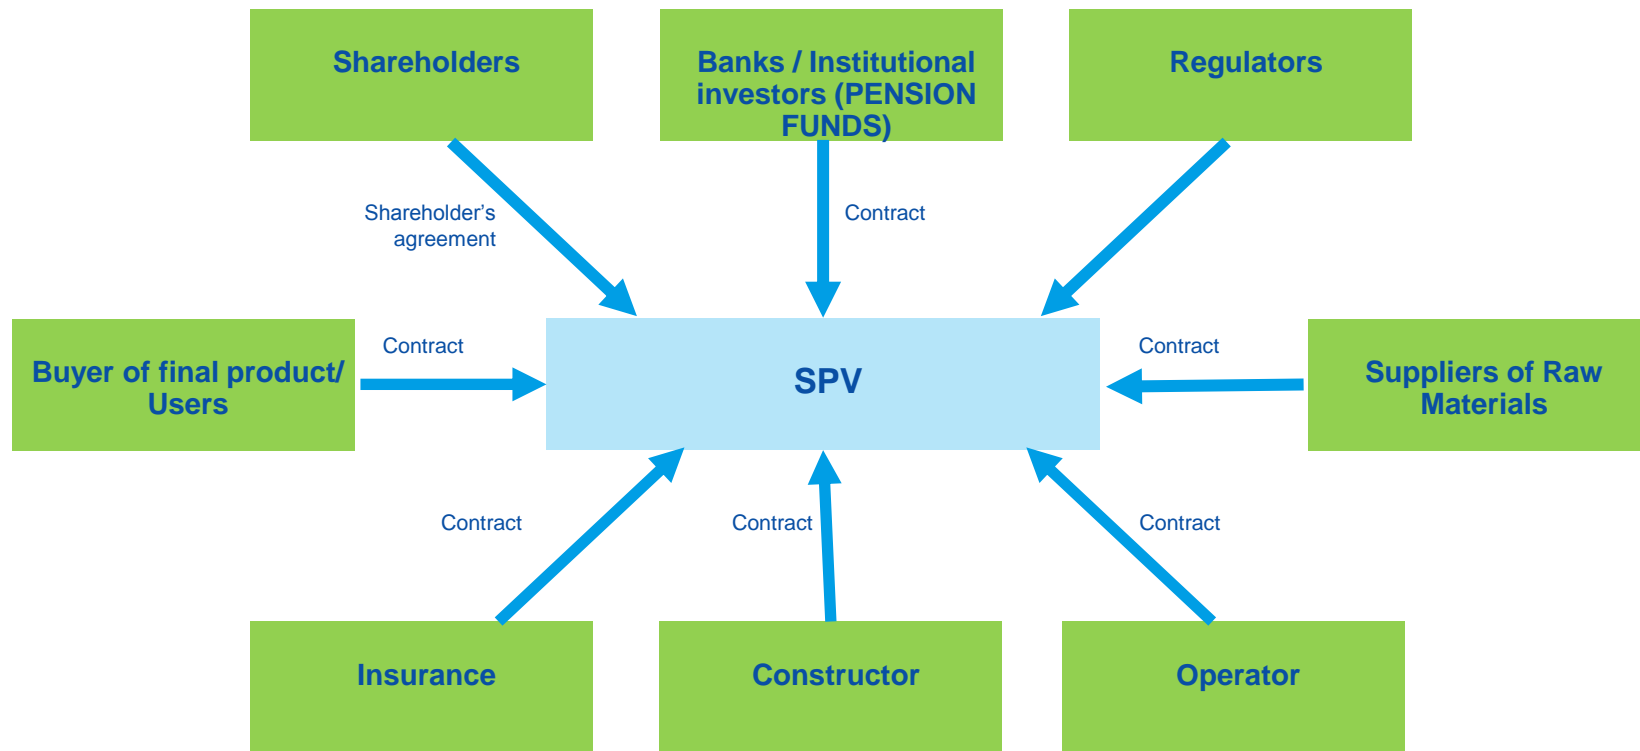 Shareholders
Banks / Institutional
investors (PENSION
FUNDS)
Regulators
Shareholder’s
agreement
Contract
Contract
Contract
Buyer of final product/
Users
SPV
Suppliers of Raw
Materials
Contract
Contract
Contract
Insurance
Constructor
Operator